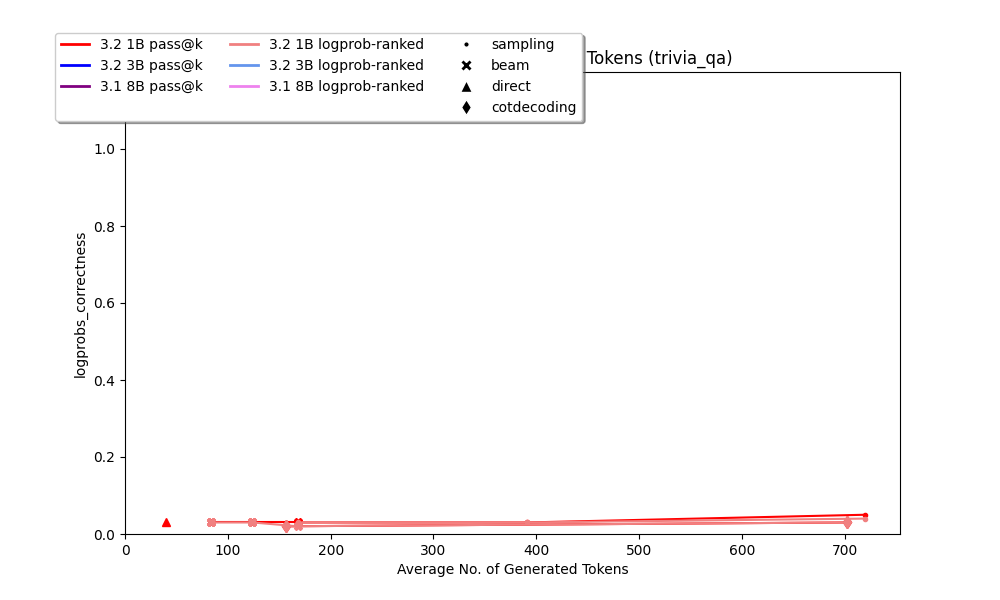 3.2 1B pass@k 3.2 1B logprob-ranked sampling
3.2 3B pass@k 3.2 3B logprob-ranked beam
3.1 8B pass@k 3.1 8B logprob-ranked direct
cotdecoding
Tokens (trivia_qa)
1.0
0.8
0.6
0.4
0.2
0.0
logprobs_correctness
0 100 200 300 400 500 600 700
Average No. of Generated Tokens